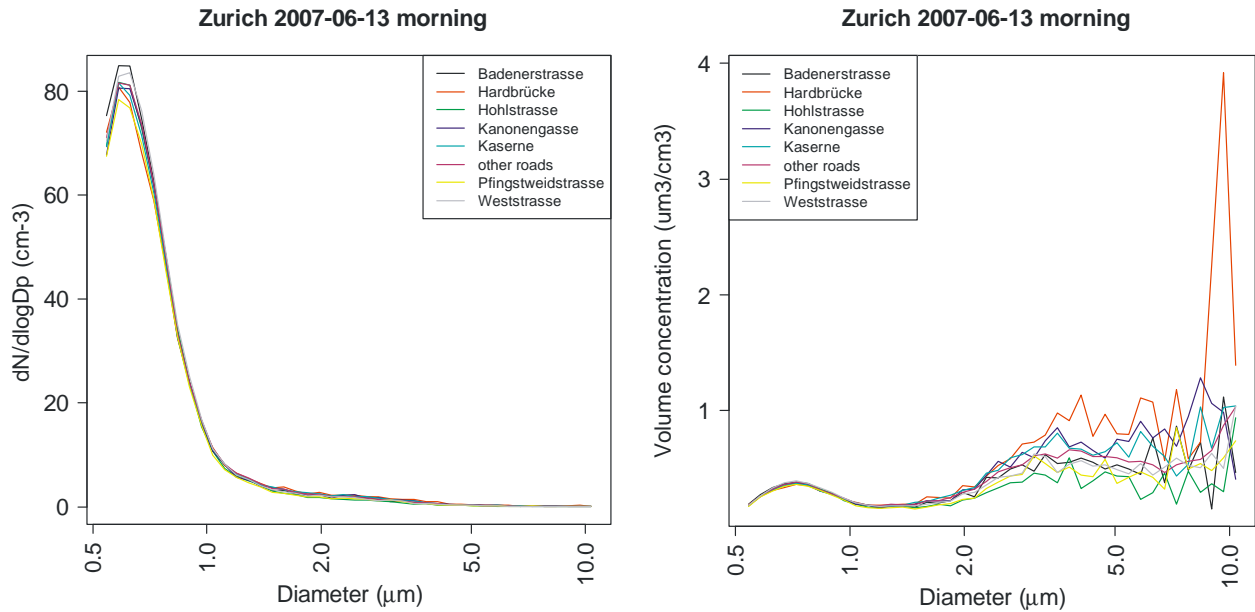 Zurich 2007-06-13 morning
dN/dlogDp (cm-3)
80
60
40
20
0
Badenerstrasse
Hardbrücke
Hohlstrasse
Kanonengasse
Kaserne
other roads
Pfingstweidstrasse
Weststrasse
0.5
1.0
2.0
5.0
10.0
Diameter (μm)
Zurich 2007-06-13 morning
Volume concentration (um3/cm3)
4
3
2
1
Badenerstrasse
Hardbrücke
Hohlstrasse
Kanonengasse
Kaserne
other roads
Pfingstweidstrasse
Weststrasse
0.5
1.0
2.0
5.0
10.0
Diameter (μm)